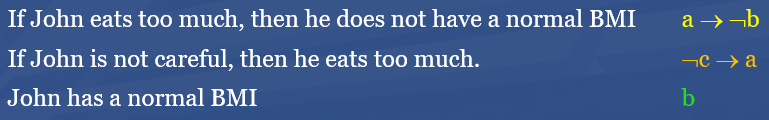 If John eats too much, then he does not have a normal BMI a → ¬b
If John is not careful, then he eats too much. ¬c → a
John has a normal BMI b